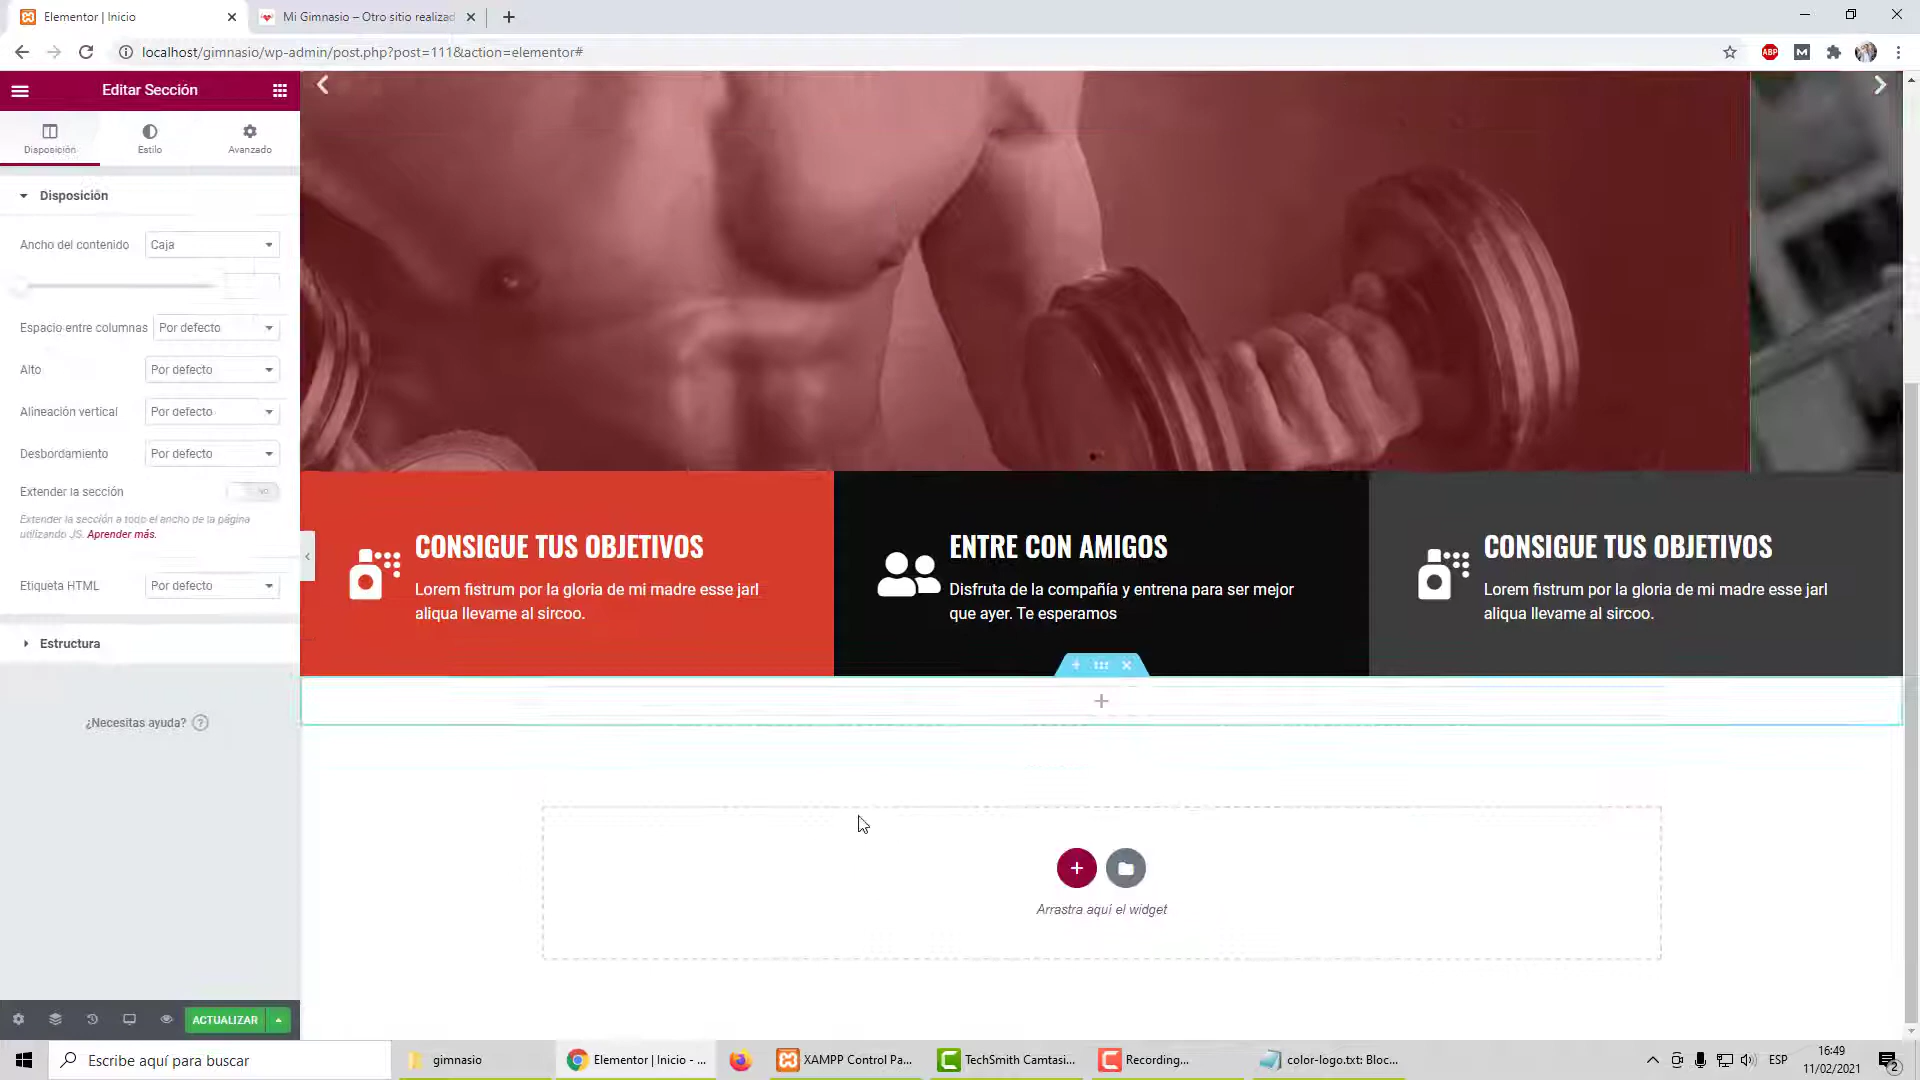 Elementor | Inicio
Mi Gimnasio – Otro sitio realizad
localhost/gimnasio/wp-admin/post.php?post=111&action=elementor#
ABP
Editar Sección
Disposición
Estilo
Avanzado
Disposición
Ancho del contenido
Caja
Espacio entre columnas
Por defecto
Alto
Por defecto
Alineación vertical
Por defecto
Desbordamiento
Por defecto
Extender la sección
NO
Extender la sección a todo el ancho de la página
utilizando JS. Aprender más.
Etiqueta HTML
Por defecto
Estructura
¿Necesitas ayuda?
ACTUALIZAR
CONSIGUE TUS OBJETIVOS
Lorem fistrum por la gloria de mi madre esse jarl
aliqua llevame al sircoo.
ENTRE CON AMIGOS
Disfruta de la compañía y entrena para ser mejor
que ayer. Te esperamos
CONSIGUE TUS OBJETIVOS
Lorem fistrum por la gloria de mi madre esse jarl
aliqua llevame al sircoo.
Arrastra aquí el widget
Escribe aquí para buscar
gimnasio
Elementor | Inicio - ...
XAMPP Control Pa...
TechSmith Camtasi...
Recording...
color-logo.txt: Bloc...
ESP
16:49
11/02/2021
2